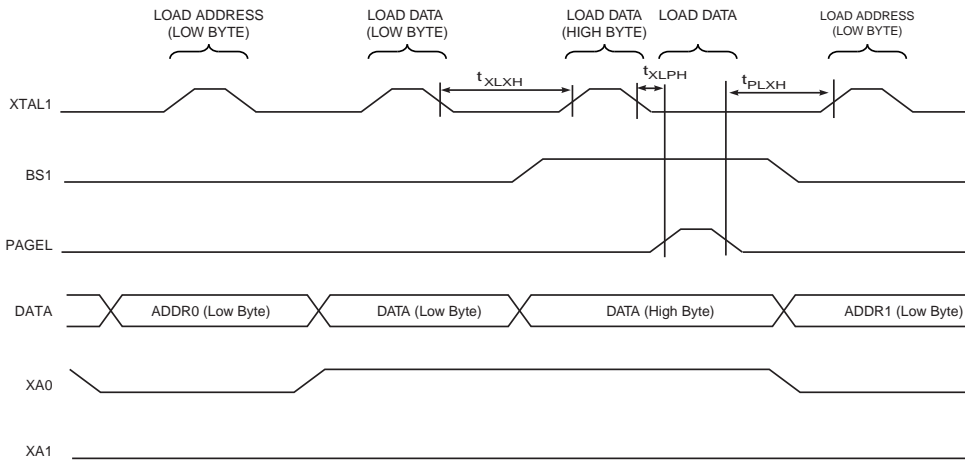 LOAD ADDRESS
(LOW BYTE)
LOAD DATA
(LOW BYTE)
LOAD DATA
(HIGH BYTE)
LOAD DATA
LOAD ADDRESS
(LOW BYTE)
tXLXH
tXLPH
tPLXH
XTAL1
BS1
PAGEL
DATA
ADDR0 (Low Byte)
DATA (Low Byte)
DATA (High Byte)
ADDR1 (Low Byte)
XA0
XA1